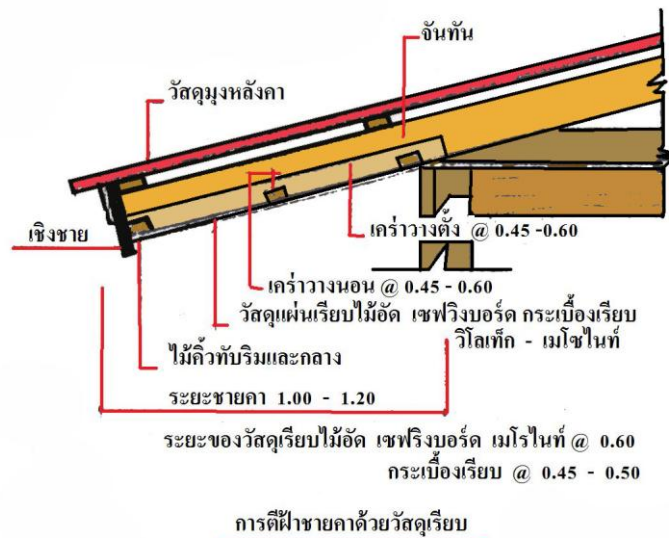 จันทัน
วัสดุมุงหลังคา
เชิงชาย
เคร่าวางตั้ง @ 0.45 -0.60
เคร่าวางนอน @ 0.45 - 0.60
วัสดุแผ่นเรียบไม้อัด เซฟวิงบอร์ด กระเบื้องเรียบ
วิโลเท็ก - เมโซไนท์
ไม้คิ้วทับริมและกลาง
ระยะชายคา 1.00 - 1.20
ระยะของวัสดุเรียบไม้อัด เซฟริงบอร์ด เมโรไนท์ @ 0.60
กระเบื้องเรียบ @ 0.45 - 0.50
การตีฝ้าชายคาด้วยวัสดุเรียบ